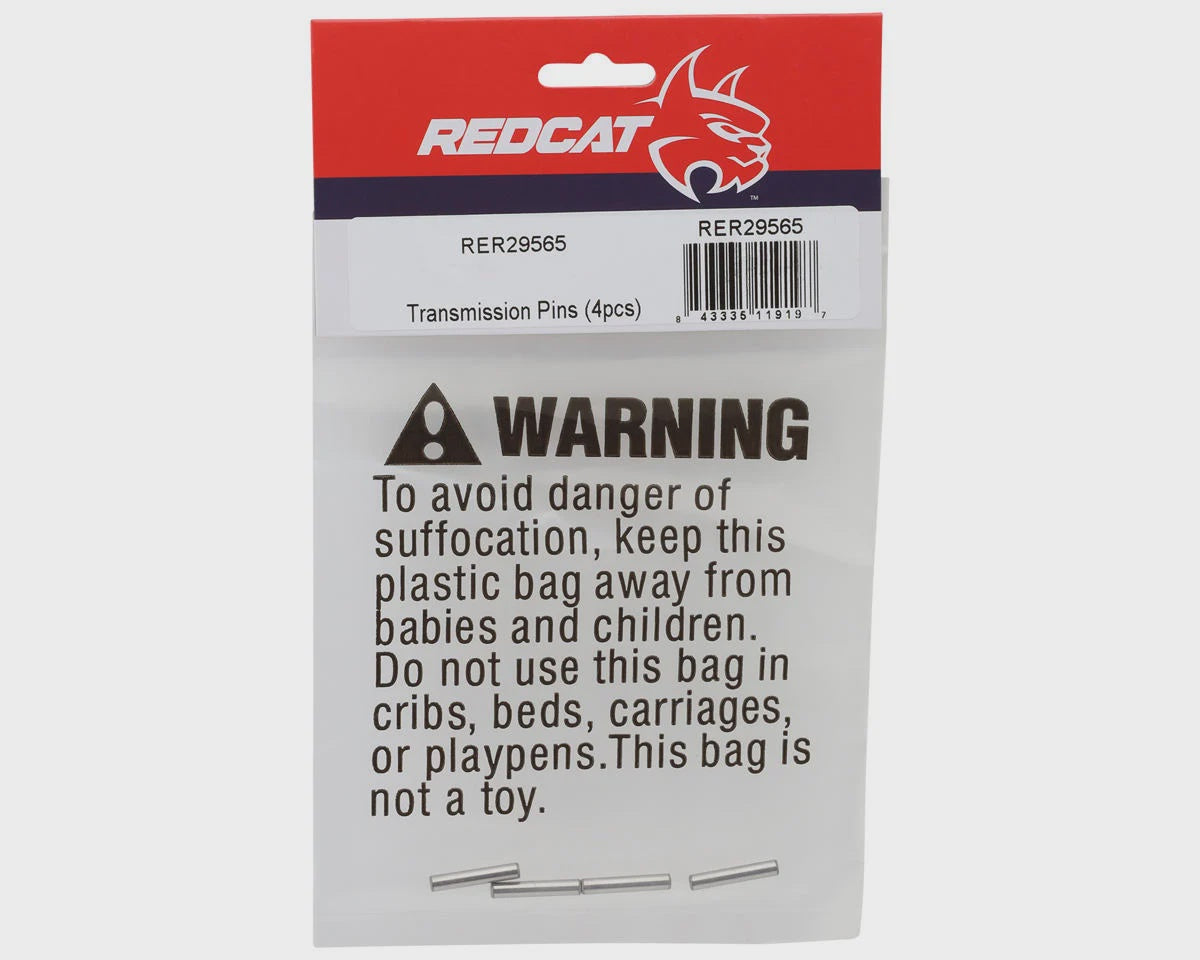 REDCAT
TM
RER29565
RER29565
Transmission Pins (4pcs)
8 43335 11919 7
WARNING
To avoid danger of
suffocation, keep this
plastic bag away from
babies and children.
Do not use this bag in
cribs, beds, carriages,
or playpens.This bag is
not a toy.